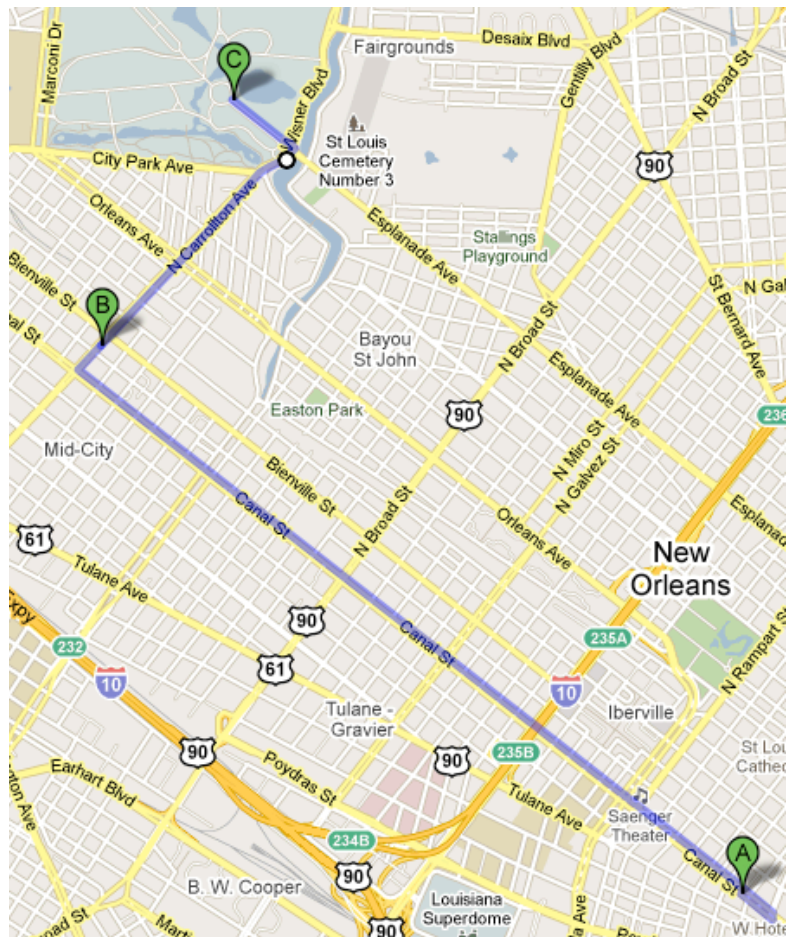 Marconi Dr
C
Wisner Blvd
Fairgrounds
Desaix Blvd
Gentilly Blvd
N Broad St
90
City Park Ave
St Louis
Cemetery
Number 3
Orleans Ave
N Carrollton Ave
Esplanade Ave
Stallings
Playground
St Bernard Ave
Bienville St
B
Bayou
St John
N Broad St
Esplanade Ave
90
236
Easton Park
Mid-City
N Miro St
N Galvez St
Bienville St
Canal St
N Broad St
Orleans Ave
61
New
Orleans
Tulane Ave
Expy
232
90
Canal St
235A
N Rampart St
10
61
10
Iberville
Tulane -
Gravier
90
235B
90
Poydras St
Tulane Ave
Saenger
Theater
Earhart Blvd
234B
A
Canal St
90
B. W. Cooper
Louisiana
Superdome
90